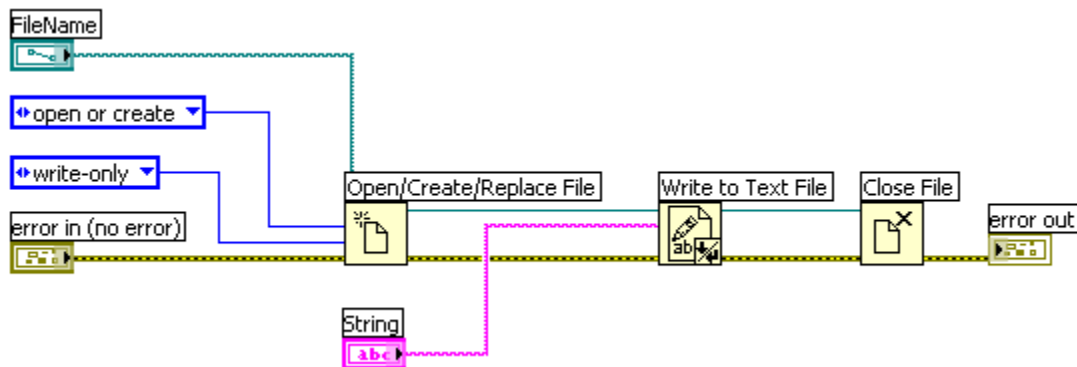 FileName
open or create
write-only
Open/Create/Replace File
Write to Text File
Close File
error in (no error)
error out
ab
String
abc